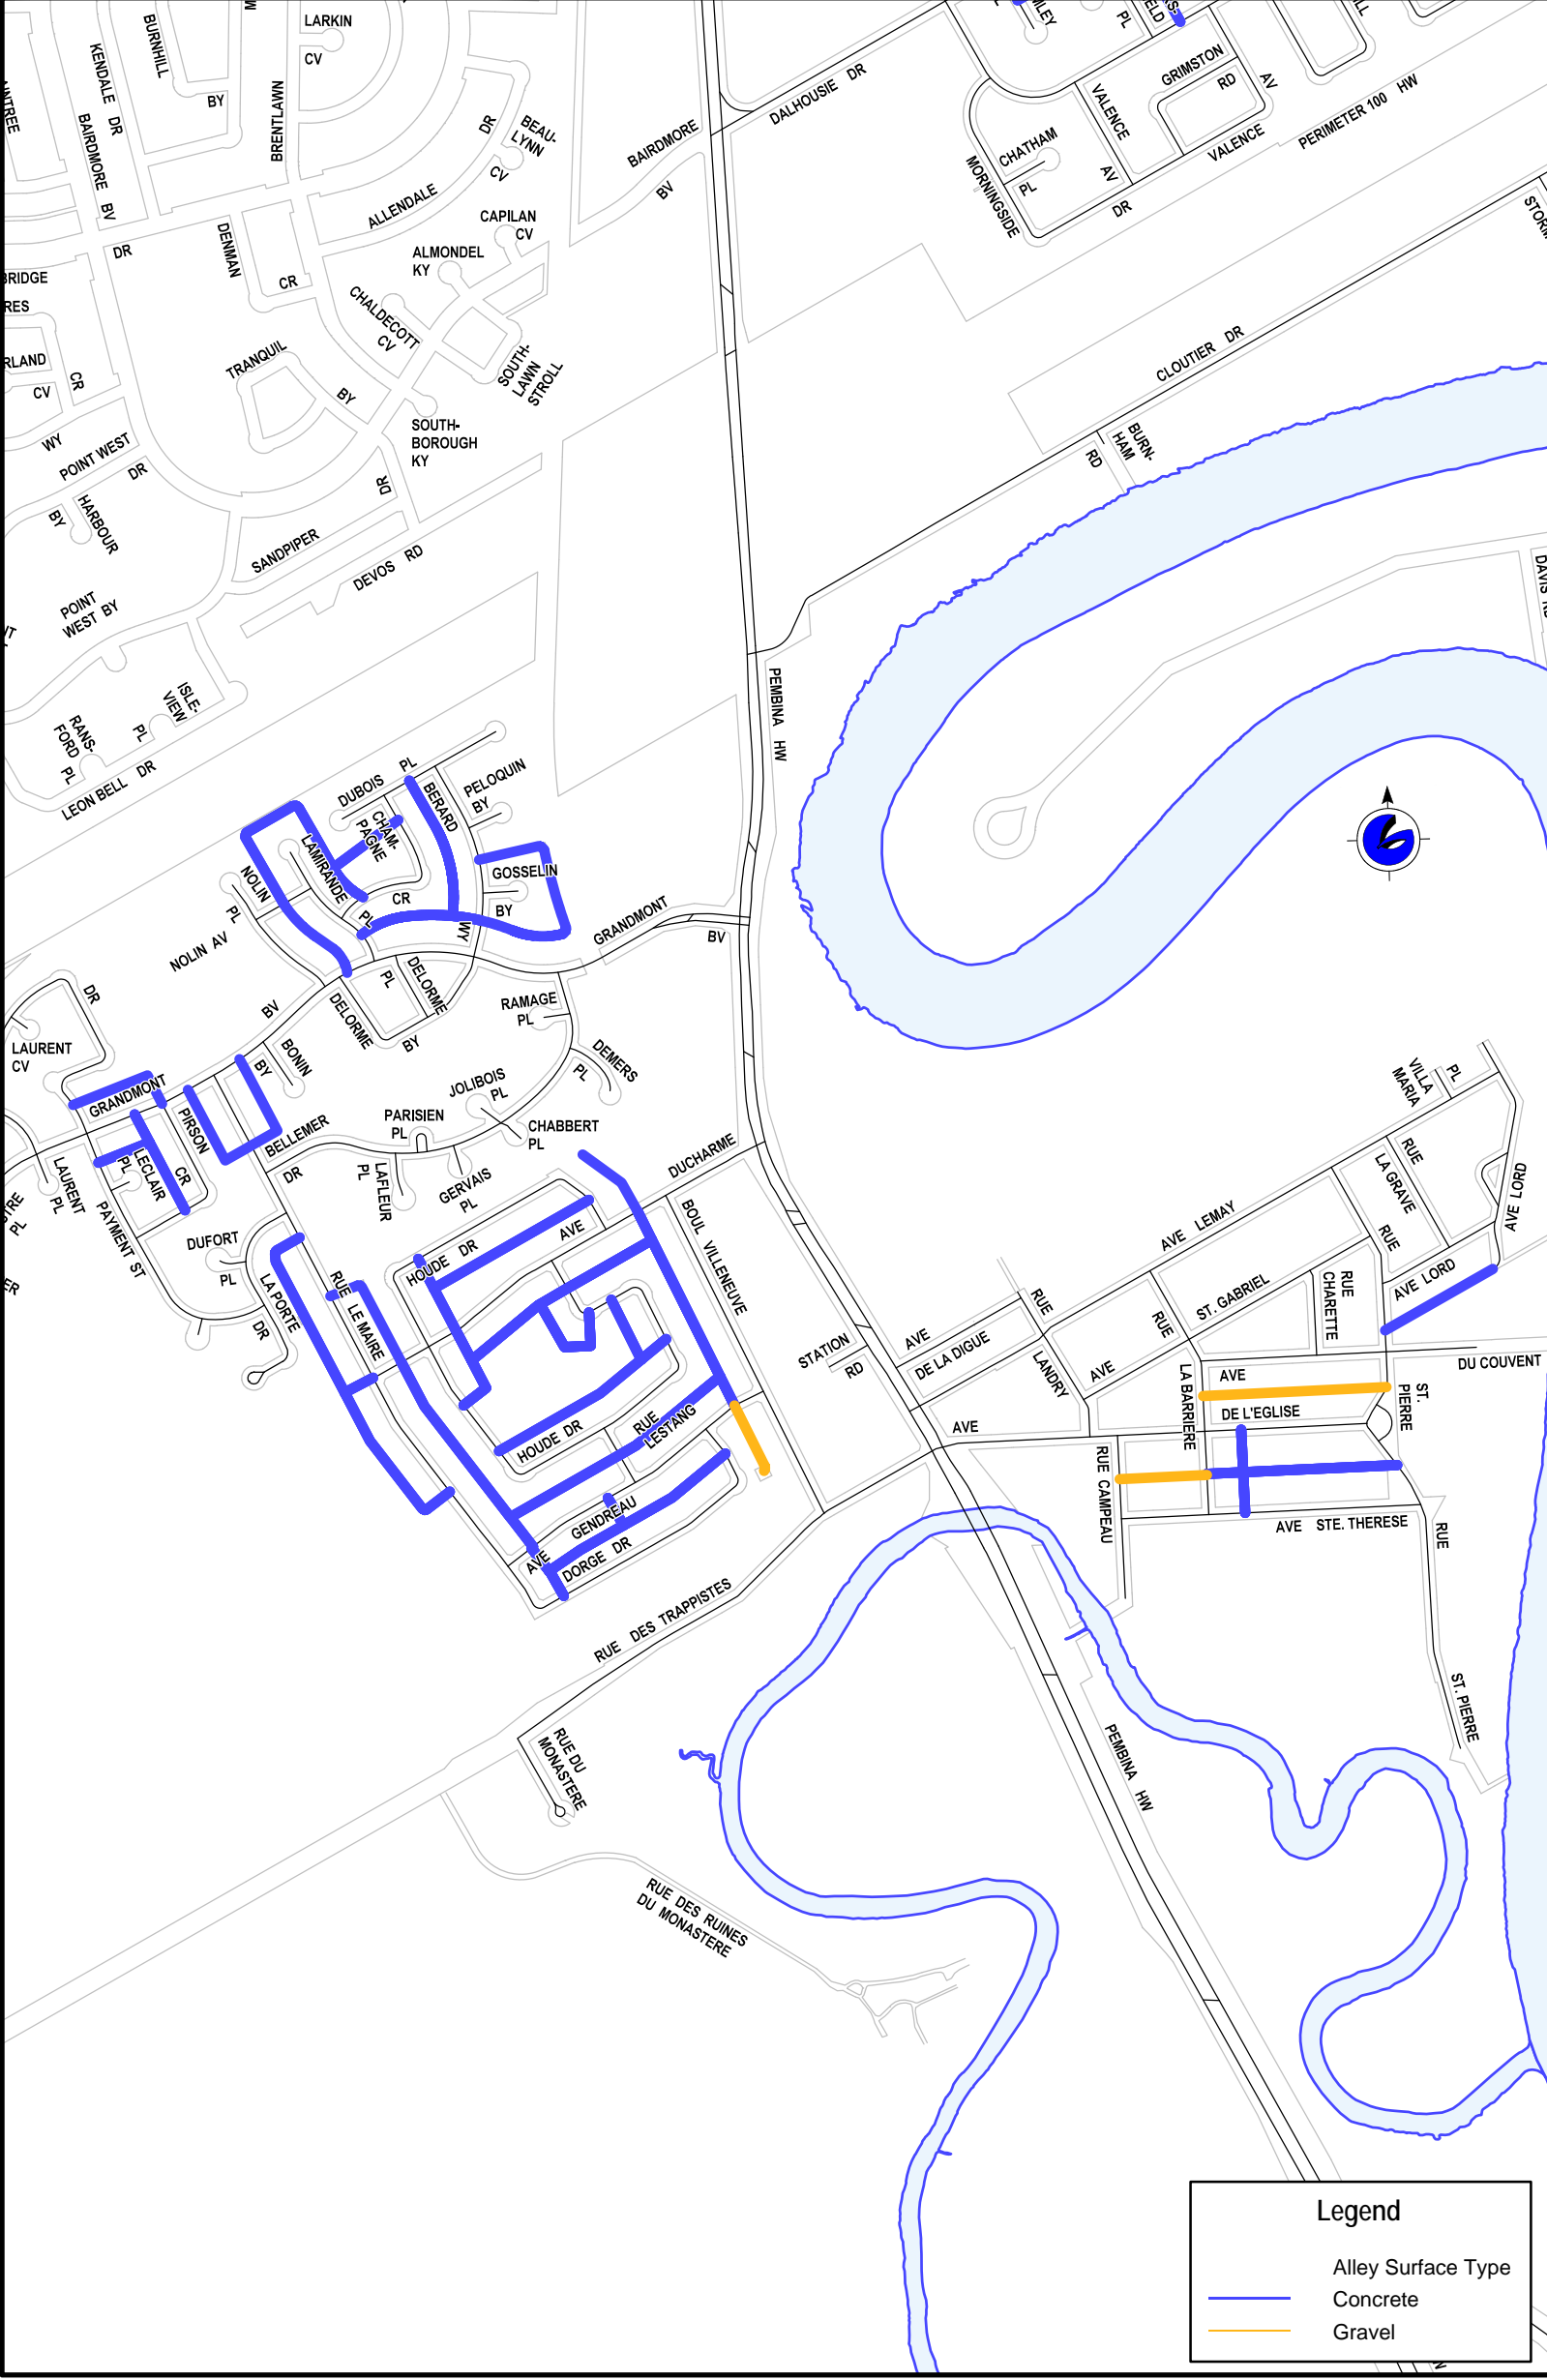 LARKIN
CV
BURNHILL
BY
KENDALE DR
BAIRDMORE BV
BRENTLAWN
DR
BEAU-
LYNN
CV
ALLENDALE
DR
DENMAN
CR
CAPILAN
CV
ALMONDEL
KY
CHALDECOTT
CV
SOUTH-
LAWN
STROLL
TRANQUIL
BY
SOUTH-
BOROUGH
KY
CR
CV
WY
POINT WEST
DR
HARBOUR
BY
DR
SANDPIPER
DEVOS RD
POINT
WEST BY
ISLE-
VIEW
PL
RANS-
FORD
PL
LEON BELL DR
BAIRDMORE
BV
DALHOUSIE DR
PL
GRIMSTON
RD
AV
VALENCE
AV
VALENCE
DR
CHATHAM
PL
MORNINGSIDE
PERIMETER 100 HW
CLOUTIER DR
BURN-
HAM
RD
PEMBINA HW
DUBOIS PL
CHAM-
PAGNE
CR
BERARD
WY
PELOQUIN
BY
GOSSELIN
BY
LAMIRANDE
PL
NOLIN
PL
NOLIN AV
GRANDMONT
BV
DELORME
PL
DELORME
BY
BV
BONIN
BY
RAMAGE
PL
DEMERS
PL
JOLIBOIS
PL
CHABBERT
PL
PARISIEN
PL
GERVAIS
PL
LAFLEUR
PL
BELLEMER
DR
DR
LAURENT
CV
GRANDMONT
PIRSON
CR
LECLAIR
PL
LAURENT
PL
PAYMENT ST
DUFORT
PL
LA PORTE
DR
RUE LE MAIRE
HOUDE DR
AVE
DUCHARME
BOUL VILLENEUVE
HOUDE DR
RUE
LESTANG
GENDREAU
AVE
DORGE DR
RUE DES TRAPPISTES
RUE DU
MONASTERE
RUE DES RUINES
DU MONASTERE
STATION
RD
AVE
DE LA DIGUE
RUE
LANDRY
AVE
AVE LEMAY
VILLA
MARIA
PL
RUE
LA GRAVE
AVE LORD
RUE
AVE LORD
ST. GABRIEL
AVE
RUE
CHARETTE
RUE
LA BARRIERE
DU COUVENT
AVE
ST.
PIERRE
DE L'EGLISE
AVE
RUE CAMPEAU
AVE STE. THERESE
RUE
ST. PIERRE
PEMBINA HW
Legend
Alley Surface Type
Concrete
Gravel